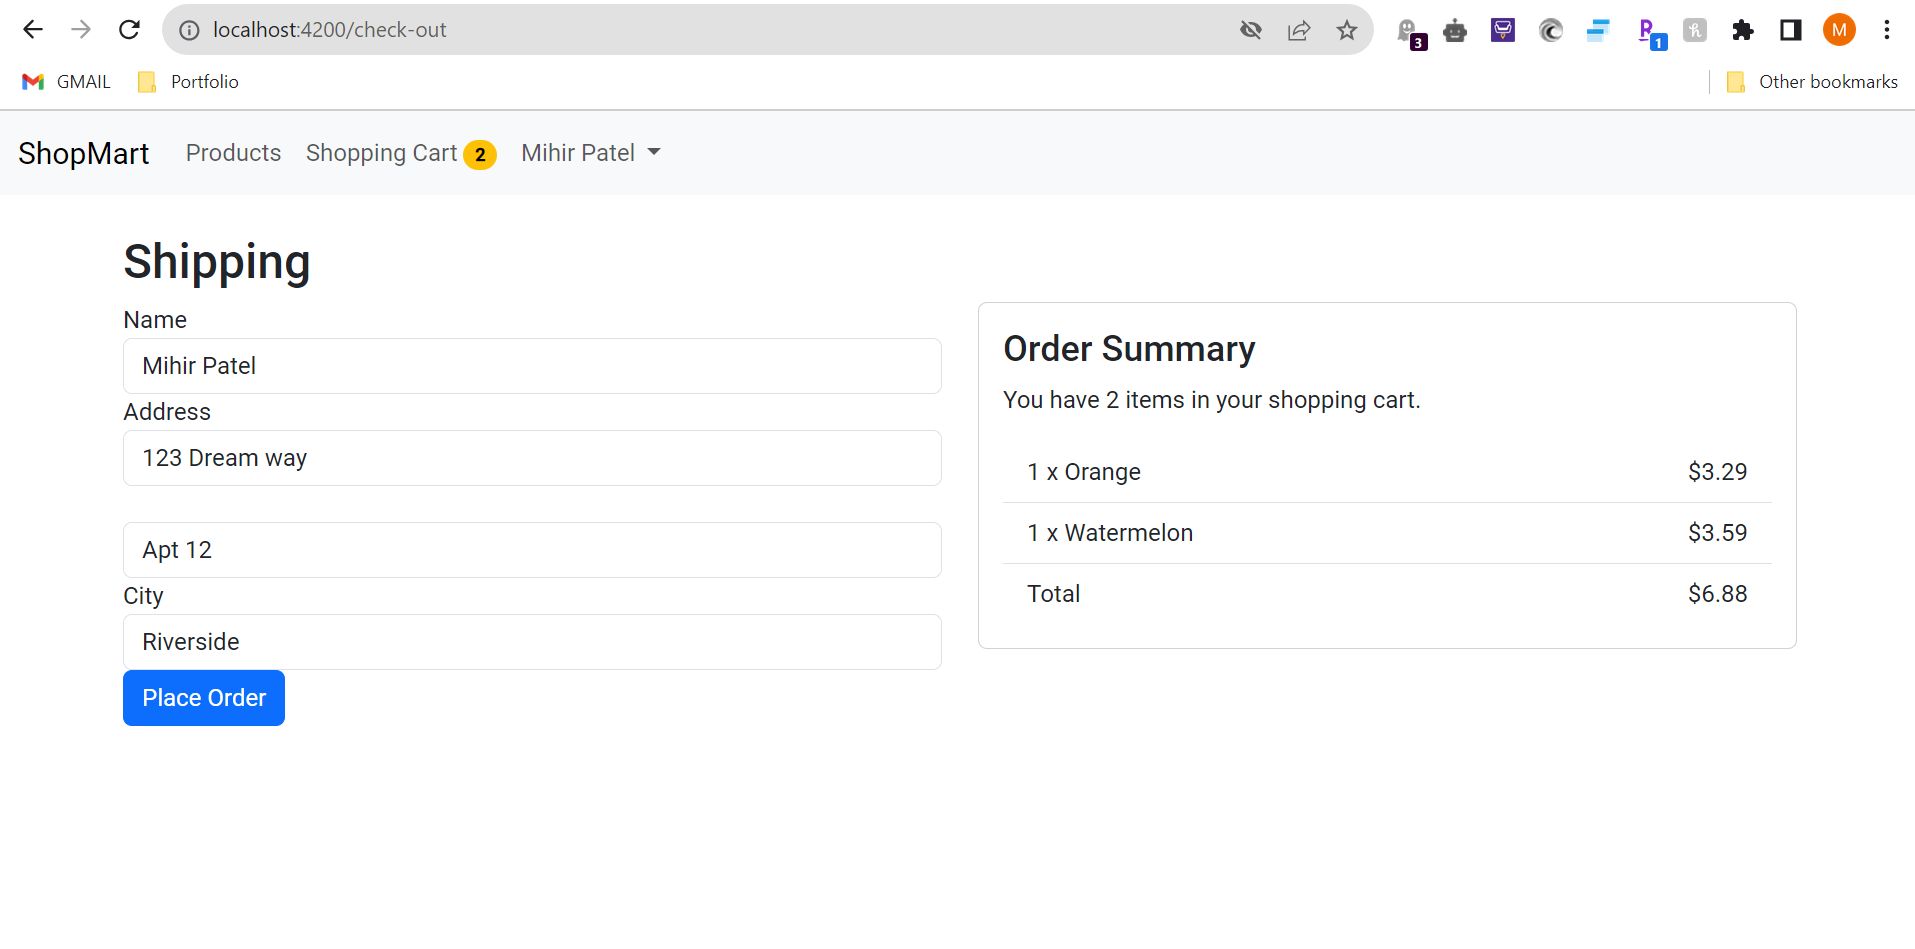 localhost:4200/check-out
3
1
M
GMAIL Portfolio Other bookmarks
ShopMart Products Shopping Cart 2 Mihir Patel
Shipping
Name
Mihir Patel
Address
123 Dream way
Apt 12
City
Riverside
Place Order
Order Summary
You have 2 items in your shopping cart.
1 x Orange $3.29
1 x Watermelon $3.59
Total $6.88